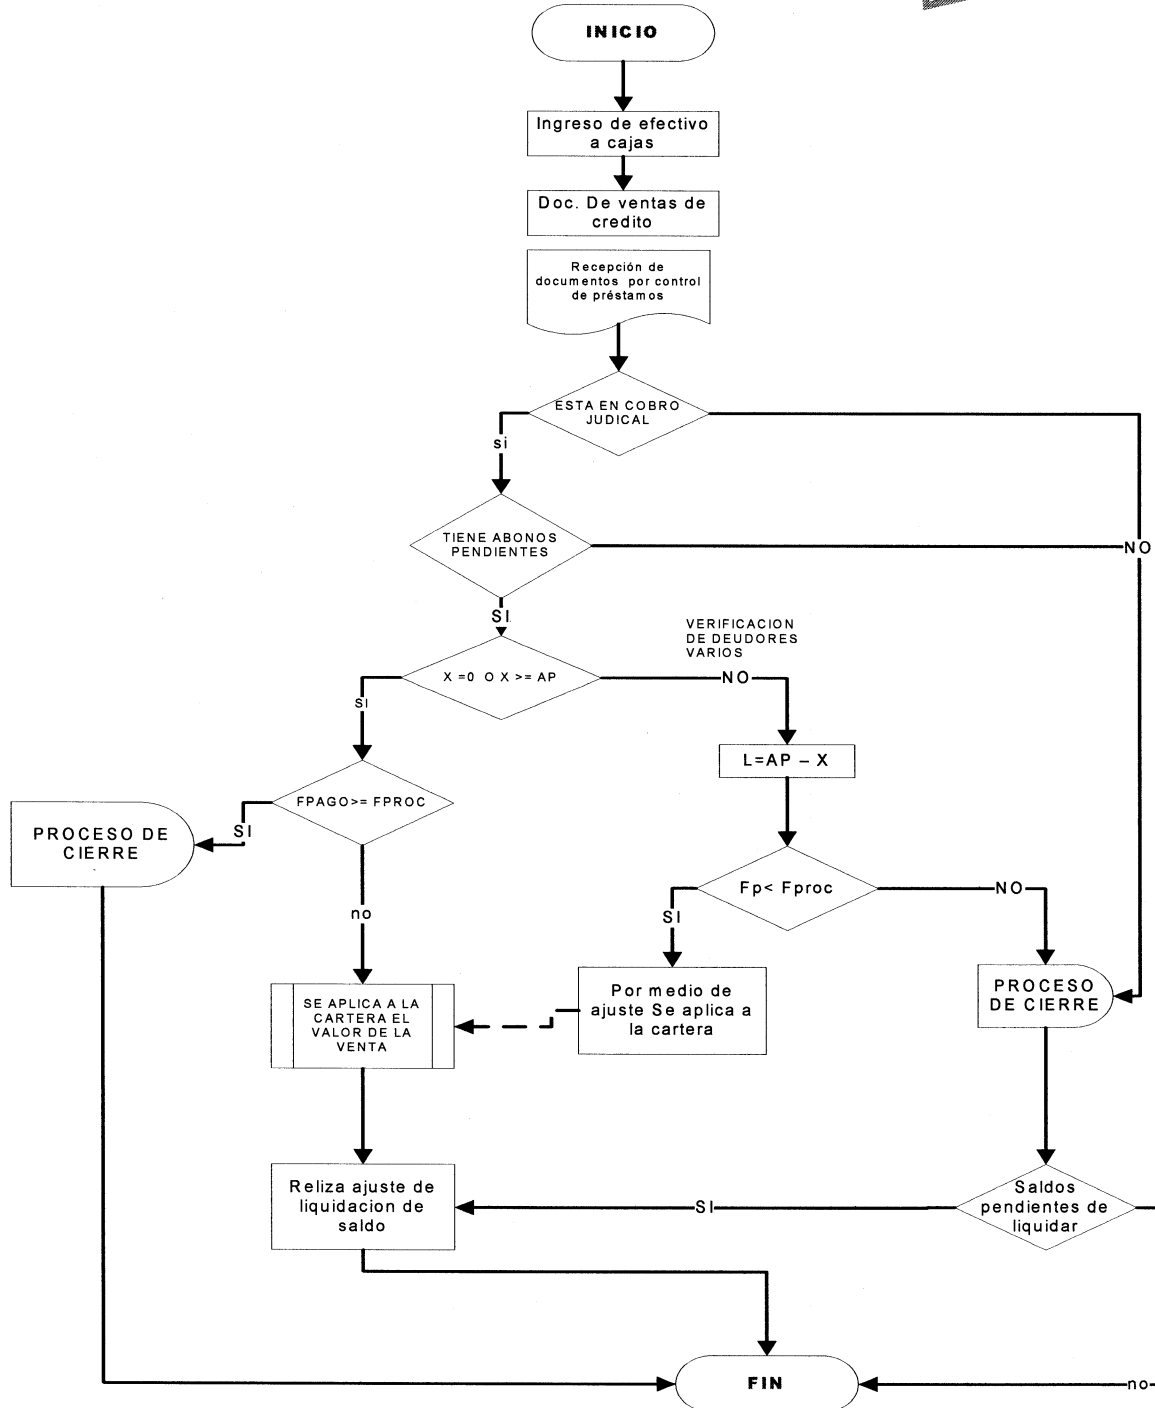 INICIO
Ingreso de efectivo
a cajas
Doc. De ventas de
credito
Recepción de
documentos por control
de préstamos
ESTA EN COBRO
JUDICAL
si
TIENE ABONOS
PENDIENTES
NO
SI
VERIFICACION
DE DEUDORES
VARIOS
X =0 O X >= AP
NO
SI
L=AP – X
FPAGO>= FPROC
SI
PROCESO DE
CIERRE
Fp< Fproc
NO
SI
no
PROCESO
DE CIERRE
Por medio de
ajuste Se aplica a
la cartera
SE APLICA A LA
CARTERA EL
VALOR DE LA
VENTA
Reliza ajuste de
liquidacion de
saldo
SI
Saldos
pendientes de
liquidar
FIN
no